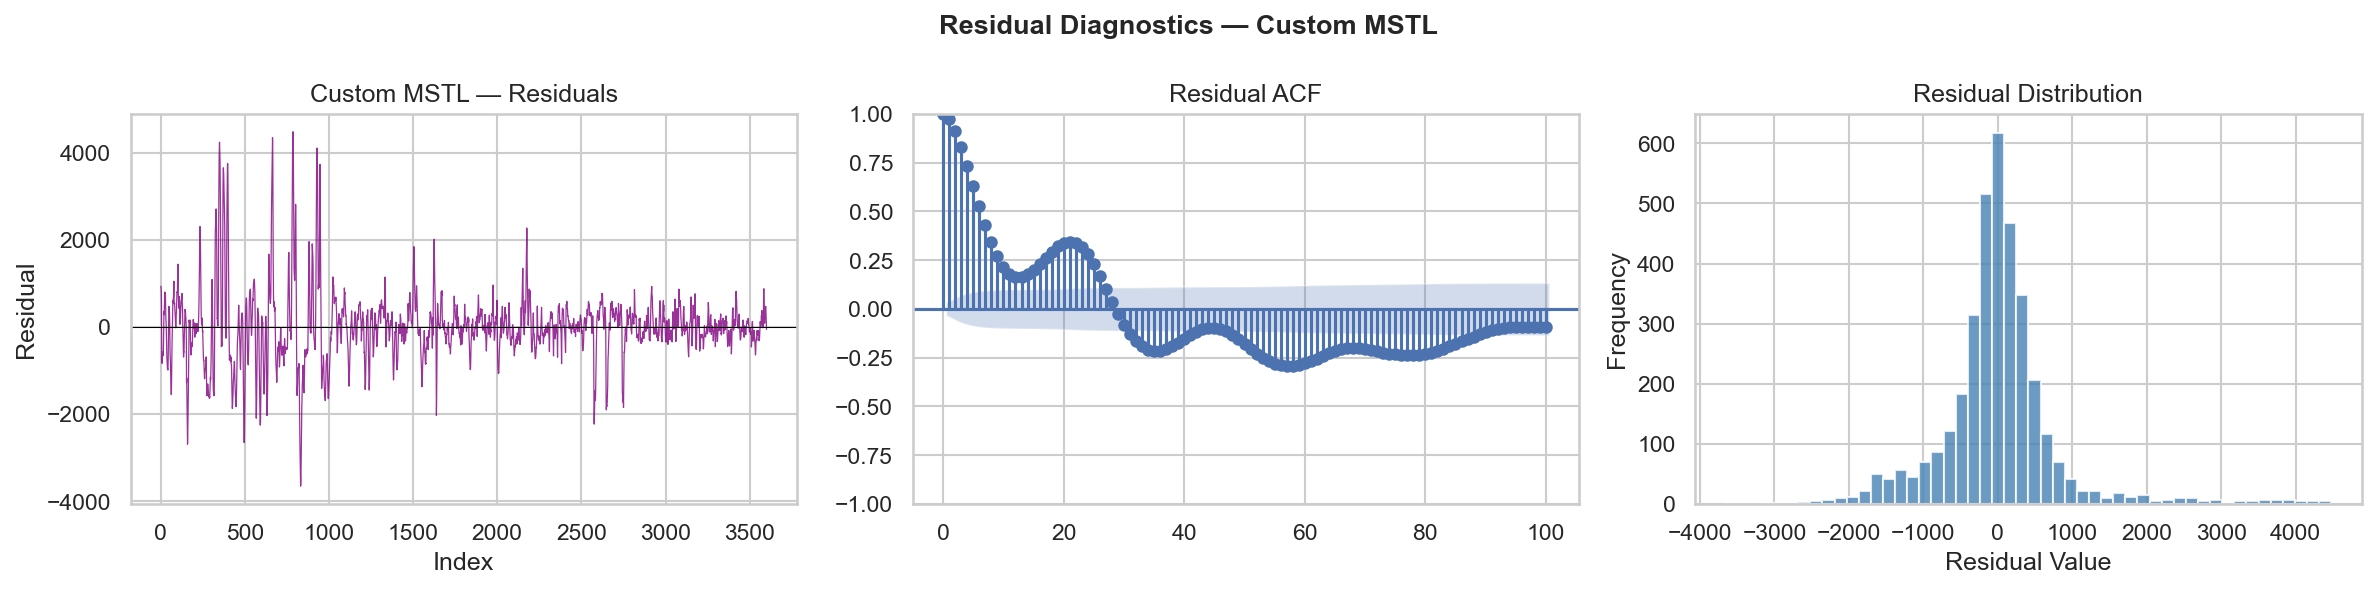 Residual Diagnostics — Custom MSTL
Custom MSTL — Residuals
Residual
4000
2000
0
−2000
−4000
0 500 1000 1500 2000 2500 3000 3500
Index
Residual ACF
1.00
0.75
0.50
0.25
0.00
−0.25
−0.50
−0.75
−1.00
0 20 40 60 80 100
Residual Distribution
Frequency
600
500
400
300
200
100
0
−4000 −3000 −2000 −1000 0 1000 2000 3000 4000
Residual Value